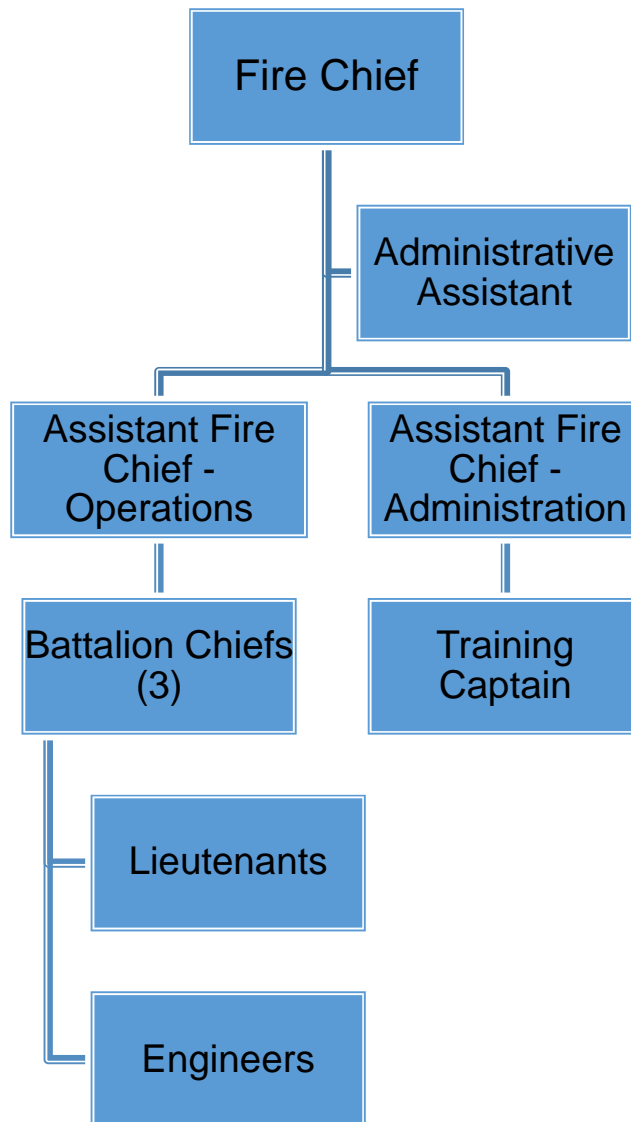 Fire Chief
Administrative
Assistant
Assistant Fire
Chief -
Operations
Assistant Fire
Chief -
Administration
Battalion Chiefs
(3)
Training
Captain
Lieutenants
Engineers